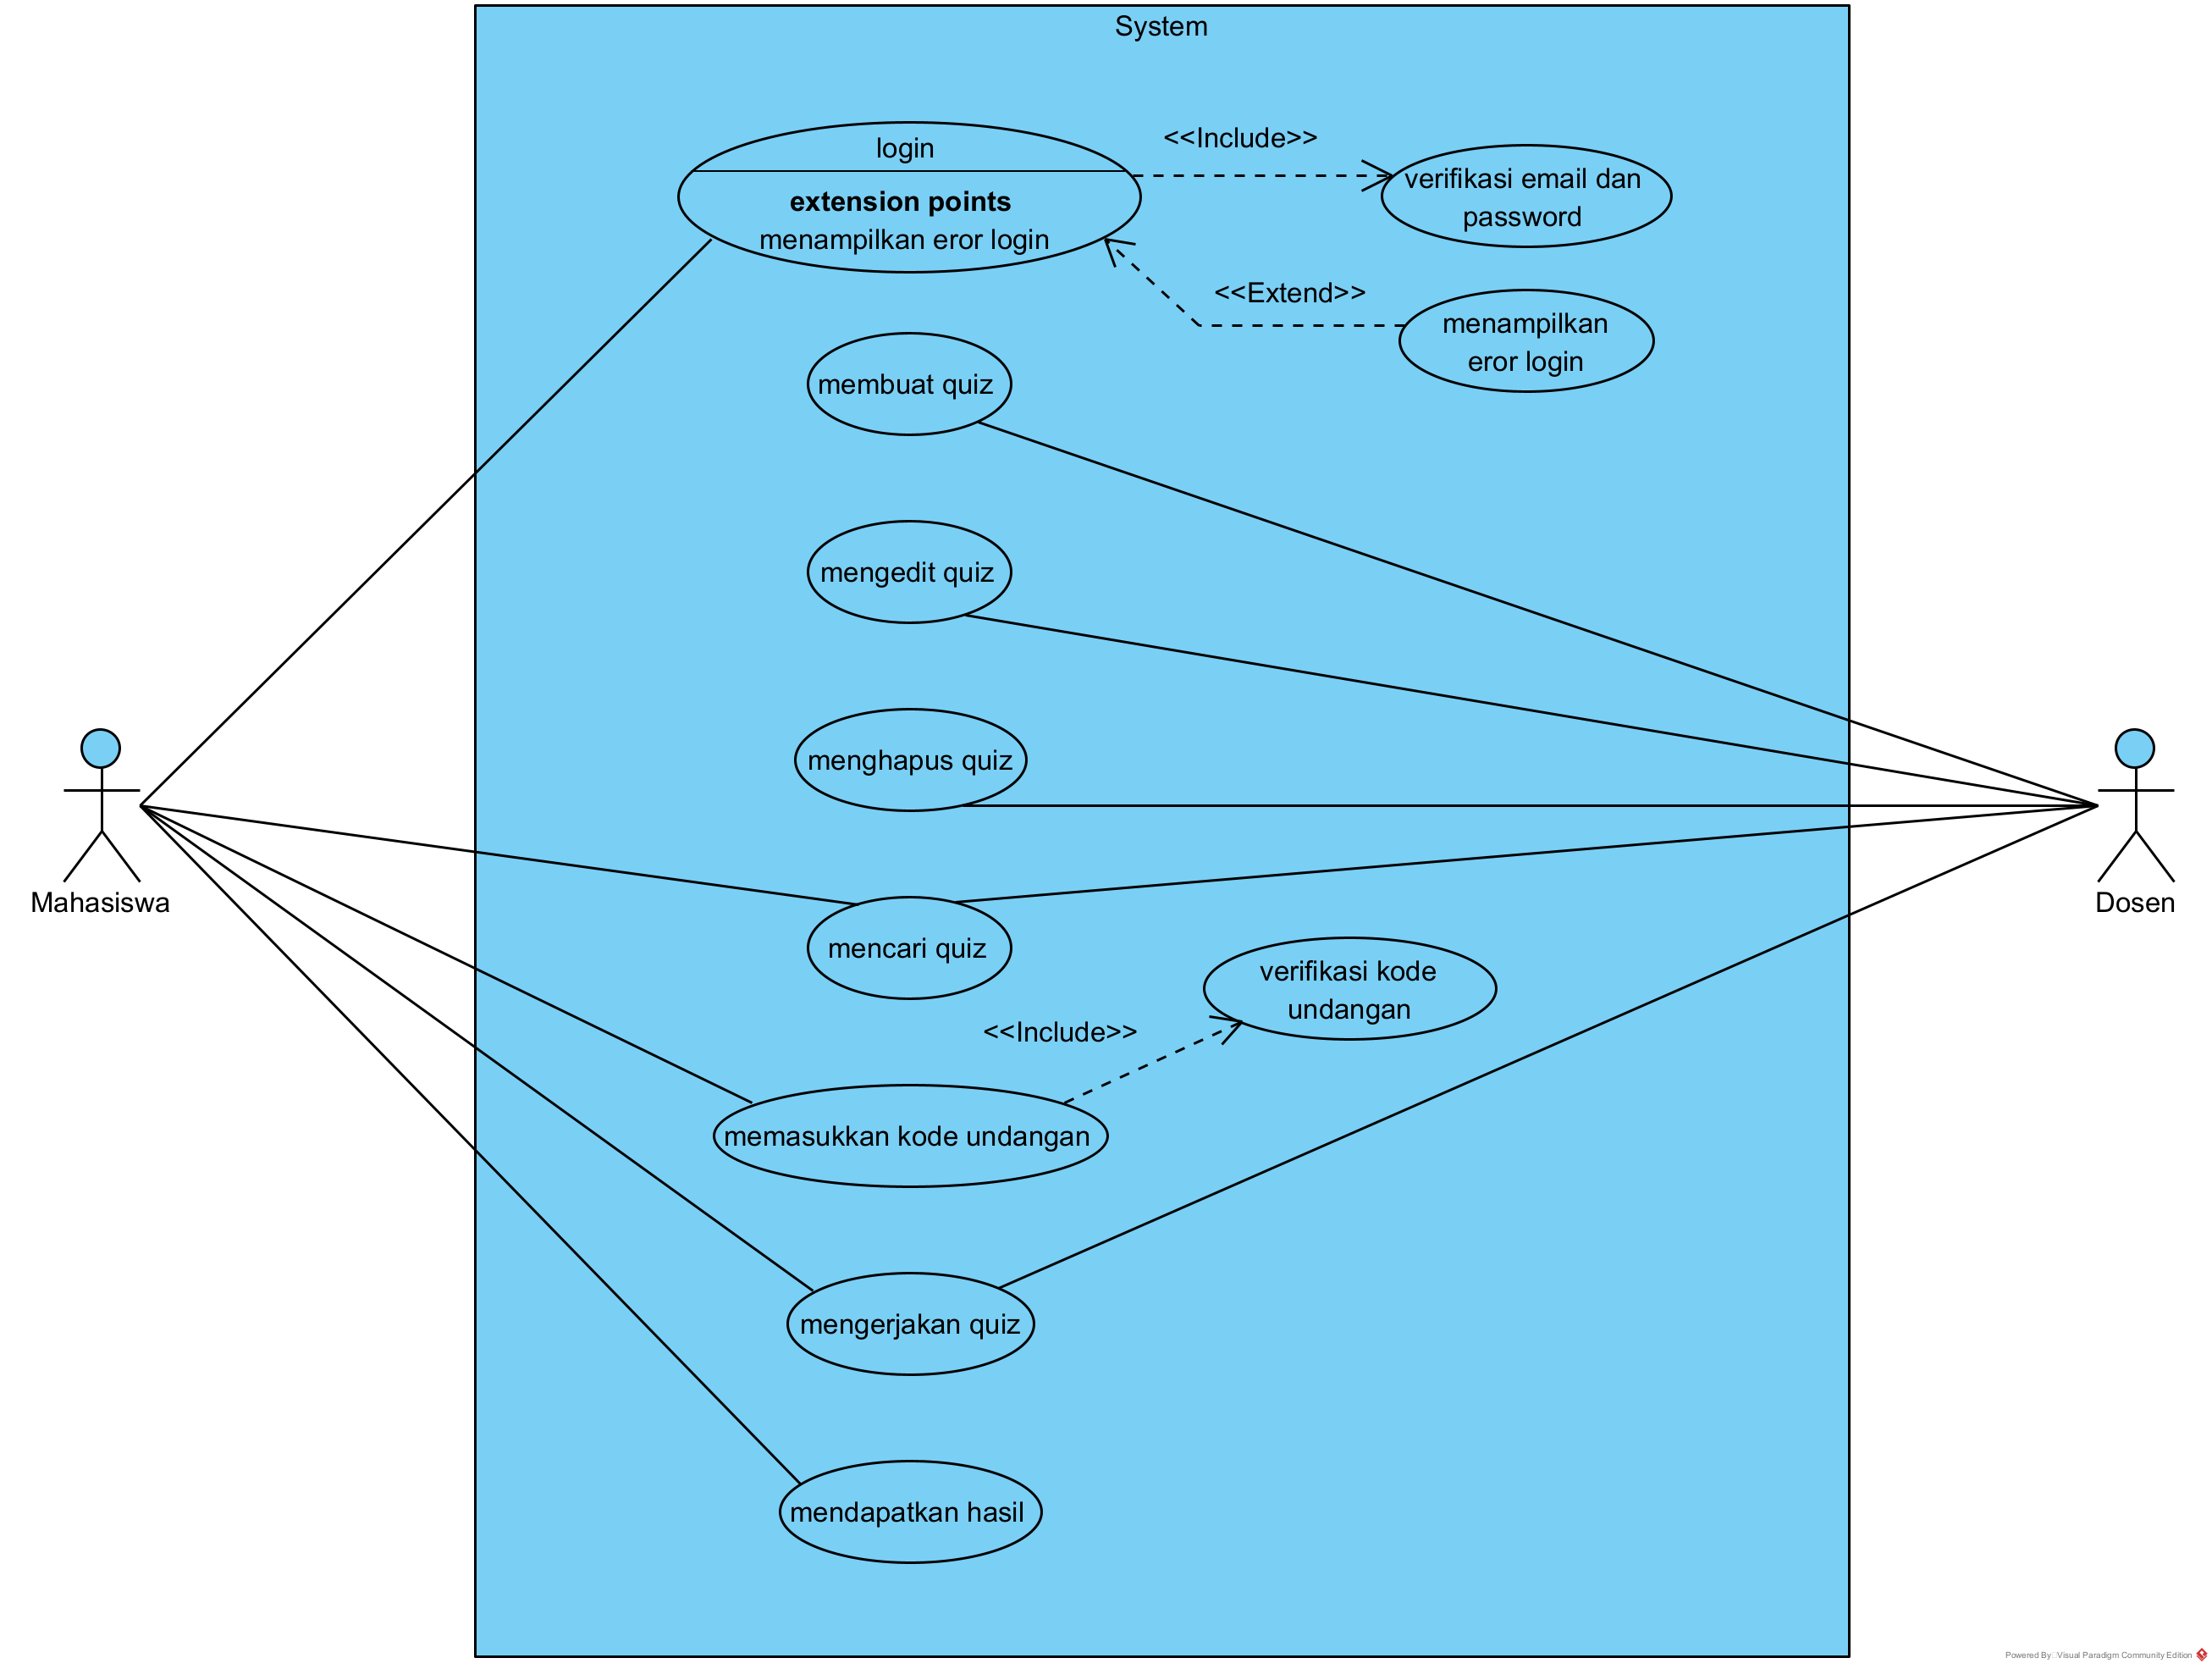 System
login
extension points
menampilkan eror login
<<Include>>
verifikasi email dan
password
<<Extend>>
menampilkan
eror login
membuat quiz
mengedit quiz
menghapus quiz
Mahasiswa
Dosen
mencari quiz
verifikasi kode
undangan
<<Include>>
memasukkan kode undangan
mengerjakan quiz
mendapatkan hasil
Powered By Visual Paradigm Community Edition